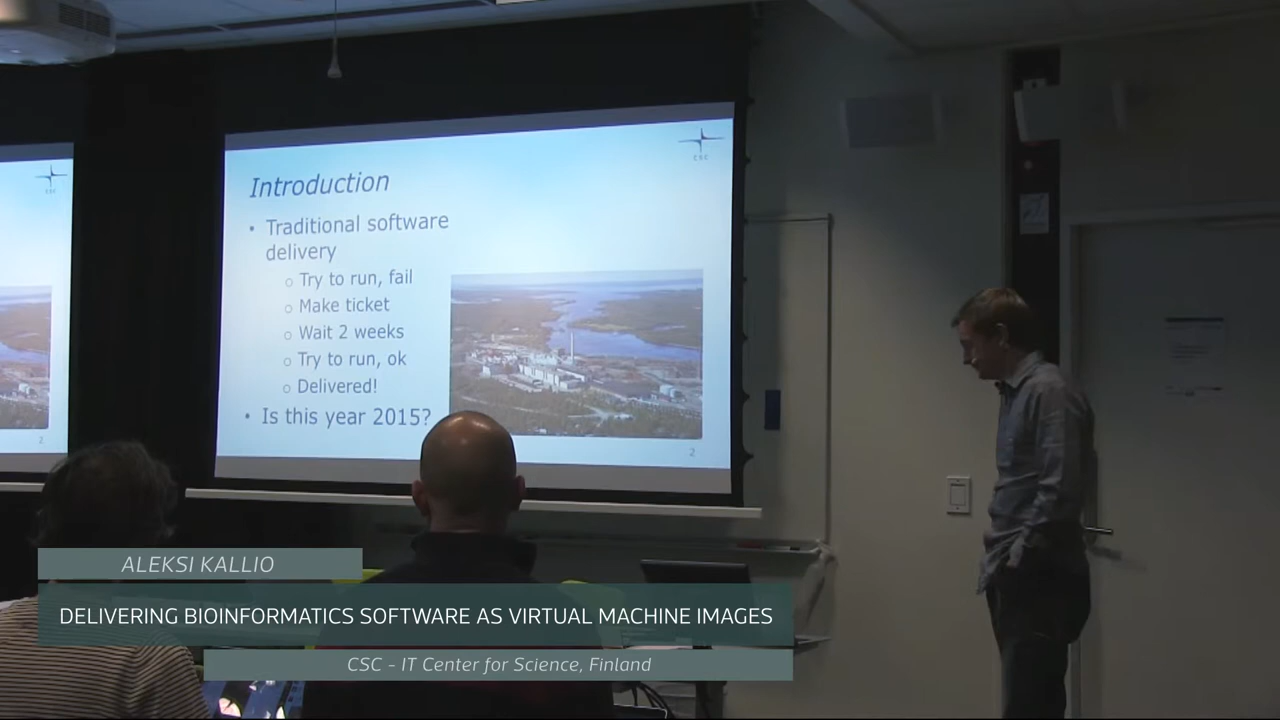 CSC
Introduction
• Traditional software
delivery
○ Try to run, fail
○ Make ticket
○ Wait 2 weeks
○ Try to run, ok
○ Delivered!
• Is this year 2015?
2
2
ALEKSI KALLIO
DELIVERING BIOINFORMATICS SOFTWARE AS VIRTUAL MACHINE IMAGES
CSC - IT Center for Science, Finland